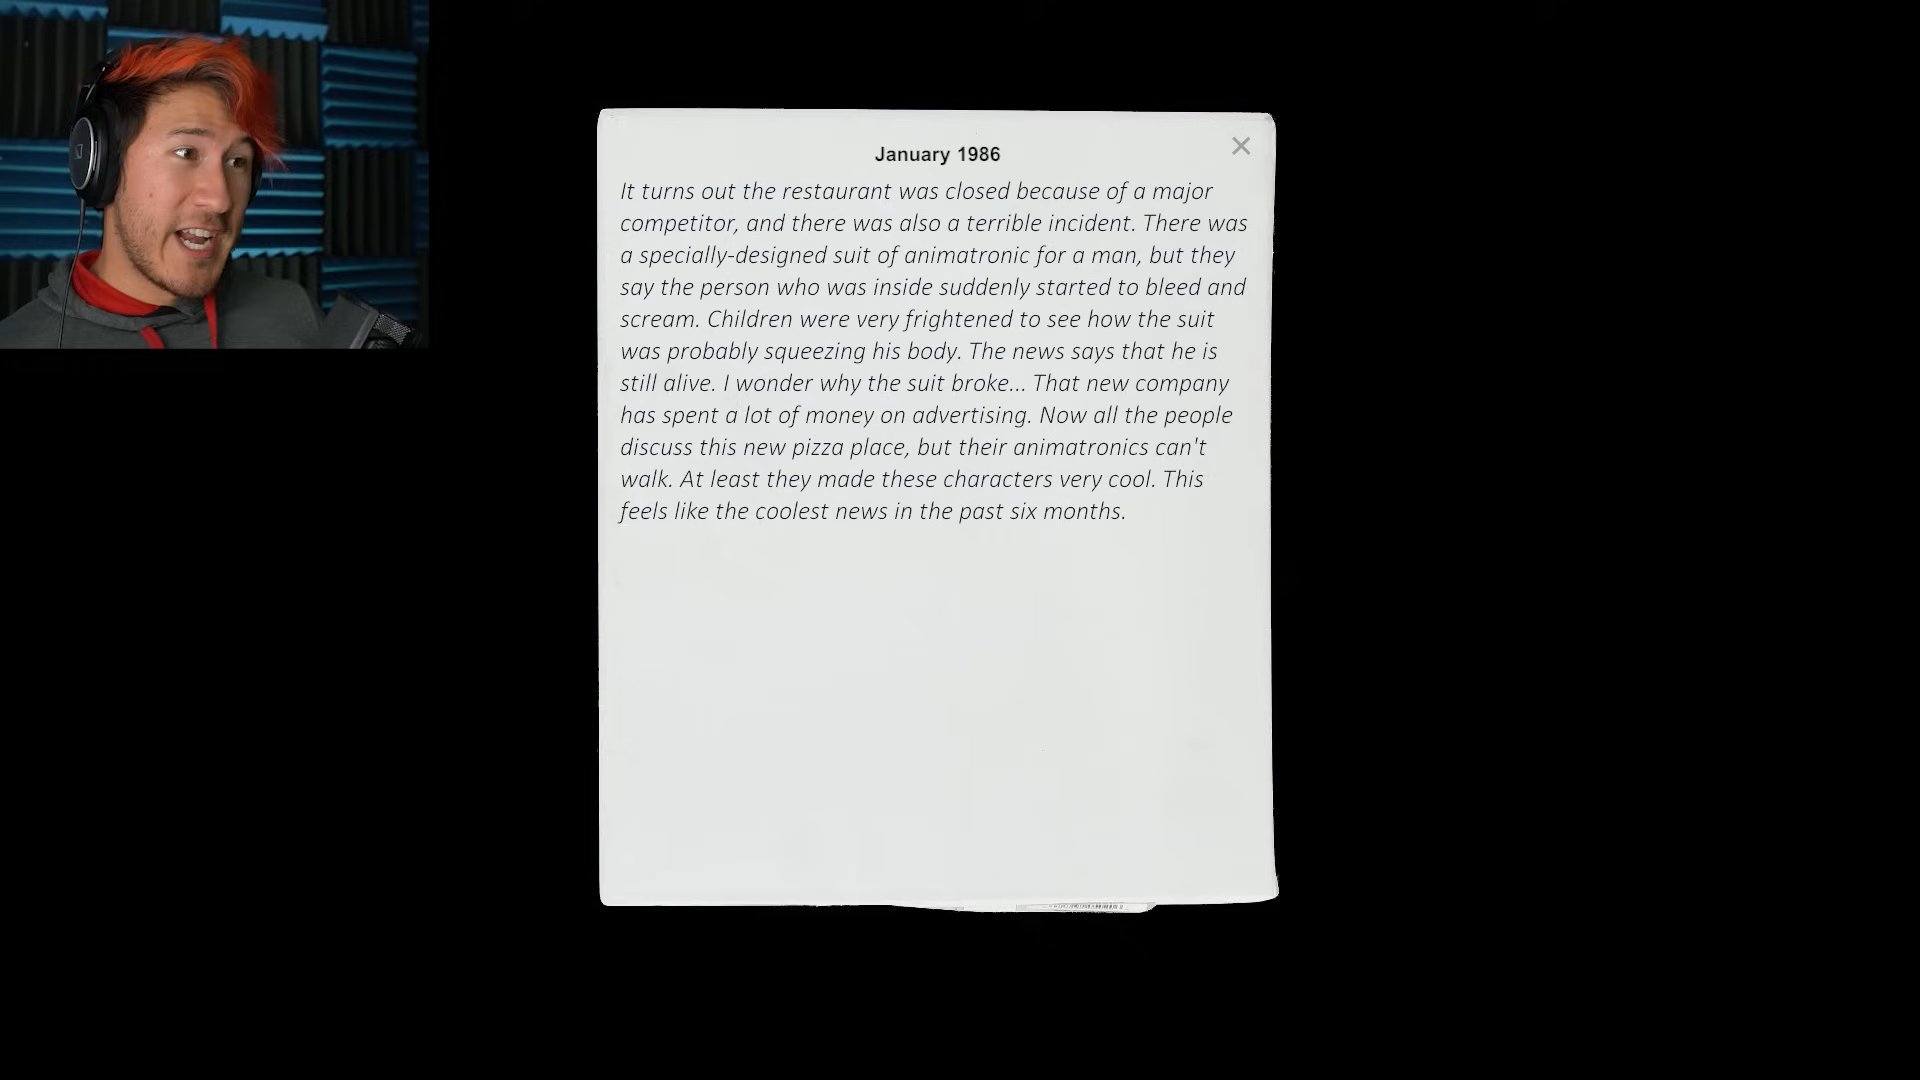 January 1986
It turns out the restaurant was closed because of a major
competitor, and there was also a terrible incident. There was
a specially-designed suit of animatronic for a man, but they
say the person who was inside suddenly started to bleed and
scream. Children were very frightened to see how the suit
was probably squeezing his body. The news says that he is
still alive. I wonder why the suit broke... That new company
has spent a lot of money on advertising. Now all the people
discuss this new pizza place, but their animatronics can't
walk. At least they made these characters very cool. This
feels like the coolest news in the past six months.